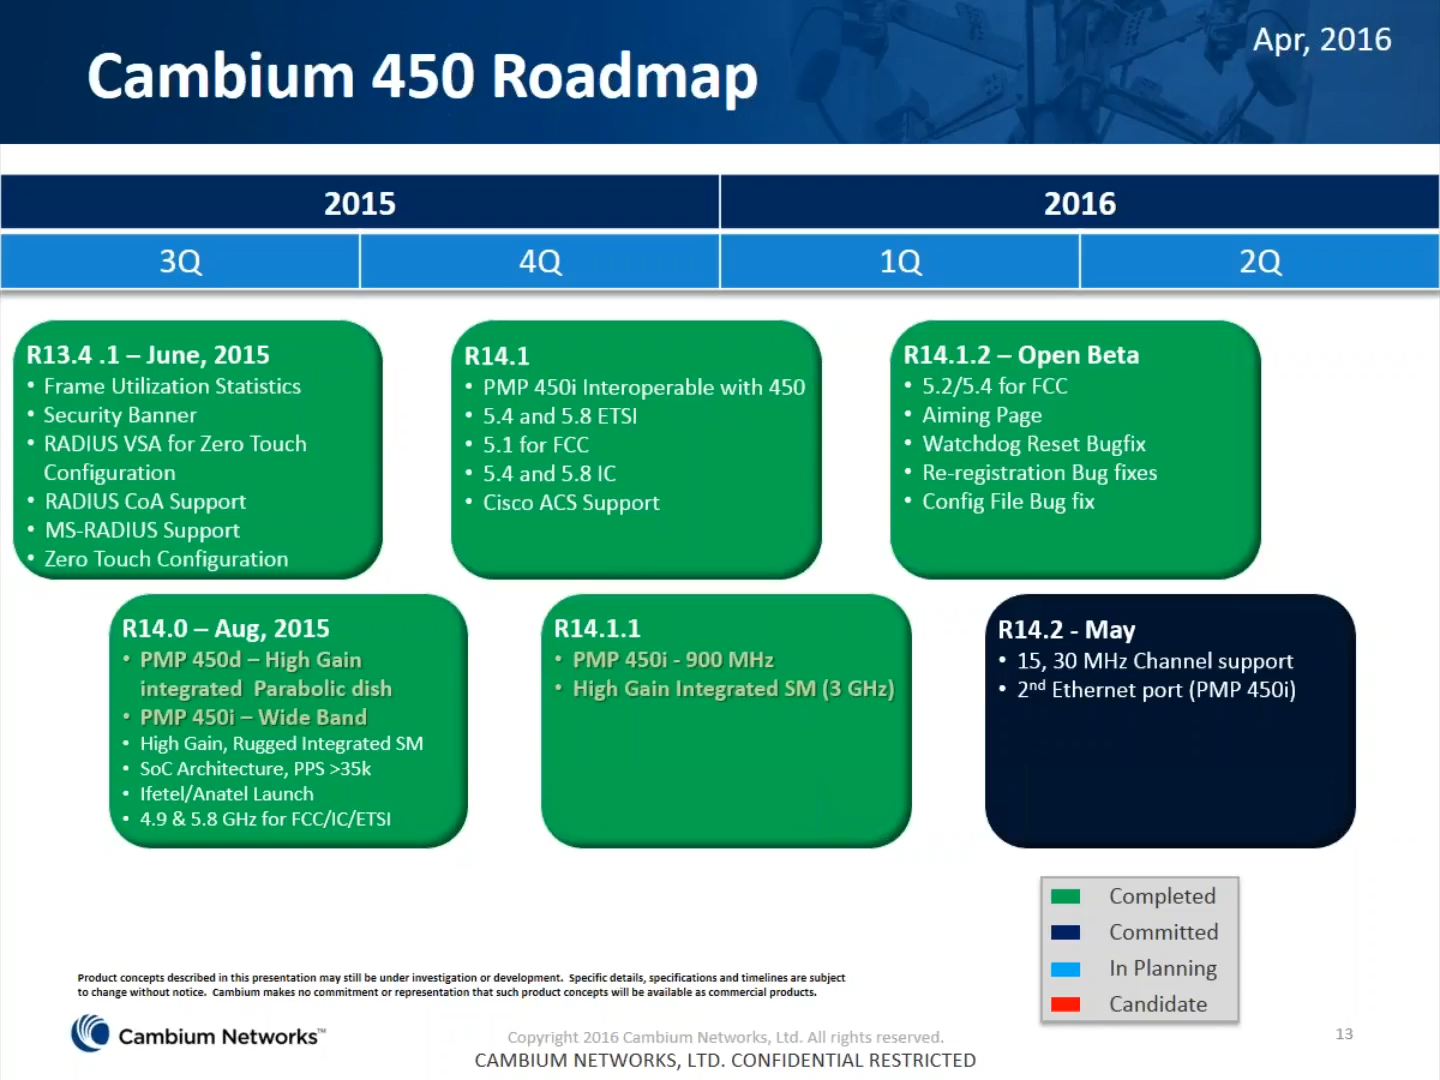 Cambium 450 Roadmap
Apr, 2016
2015
2016
3Q
4Q
1Q
2Q
R13.4 .1 – June, 2015
• Frame Utilization Statistics
• Security Banner
• RADIUS VSA for Zero Touch
Configuration
• RADIUS CoA Support
• MS-RADIUS Support
• Zero Touch Configuration
R14.1
• PMP 450i Interoperable with 450
• 5.4 and 5.8 ETSI
• 5.1 for FCC
• 5.4 and 5.8 IC
• Cisco ACS Support
R14.1.2 – Open Beta
• 5.2/5.4 for FCC
• Aiming Page
• Watchdog Reset Bugfix
• Re-registration Bug fixes
• Config File Bug fix
R14.0 – Aug, 2015
• PMP 450d – High Gain
integrated Parabolic dish
• PMP 450i – Wide Band
• High Gain, Rugged Integrated SM
• SoC Architecture, PPS >35k
• Ifetel/Anatel Launch
• 4.9 & 5.8 GHz for FCC/IC/ETSI
R14.1.1
• PMP 450i - 900 MHz
• High Gain Integrated SM (3 GHz)
R14.2 - May
• 15, 30 MHz Channel support
• 2nd Ethernet port (PMP 450i)
Completed
Committed
In Planning
Candidate
Product concepts described in this presentation may still be under investigation or development. Specific details, specifications and timelines are subject
to change without notice. Cambium makes no commitment or representation that such product concepts will be available as commercial products.
Cambium Networks™
Copyright 2016 Cambium Networks, Ltd. All rights reserved.
CAMBIUM NETWORKS, LTD. CONFIDENTIAL RESTRICTED
13